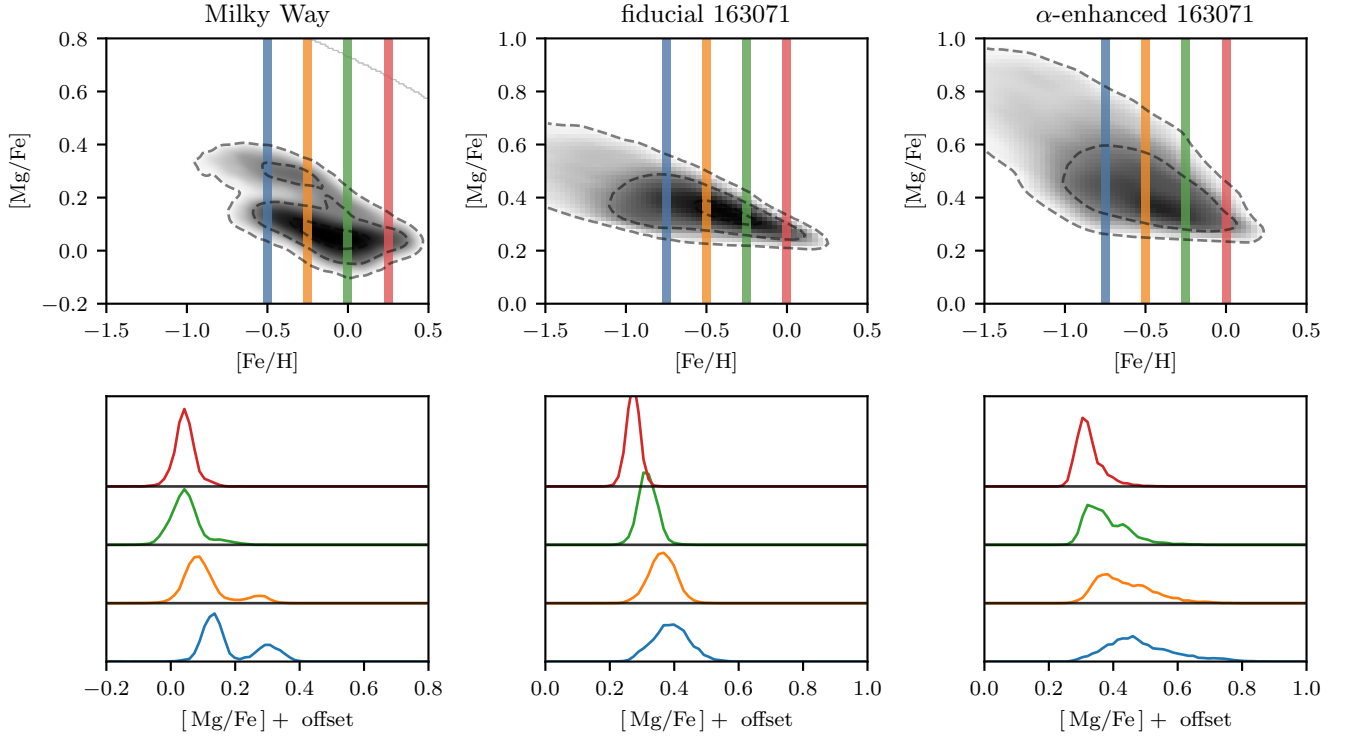 Milky Way
fiducial 163071
α-enhanced 163071
[Mg/Fe]
0.8
0.6
0.4
0.2
0.0
−0.2
−1.5 −1.0 −0.5 0.0 0.5
[Fe/H]
[Mg/Fe]
1.0
0.8
0.6
0.4
0.2
0.0
−1.5 −1.0 −0.5 0.0 0.5
[Fe/H]
[Mg/Fe]
1.0
0.8
0.6
0.4
0.2
0.0
−1.5 −1.0 −0.5 0.0 0.5
[Fe/H]
−0.2 0.0 0.2 0.4 0.6 0.8
[Mg/Fe] + offset
0.0 0.2 0.4 0.6 0.8 1.0
[Mg/Fe] + offset
0.0 0.2 0.4 0.6 0.8 1.0
[Mg/Fe] + offset